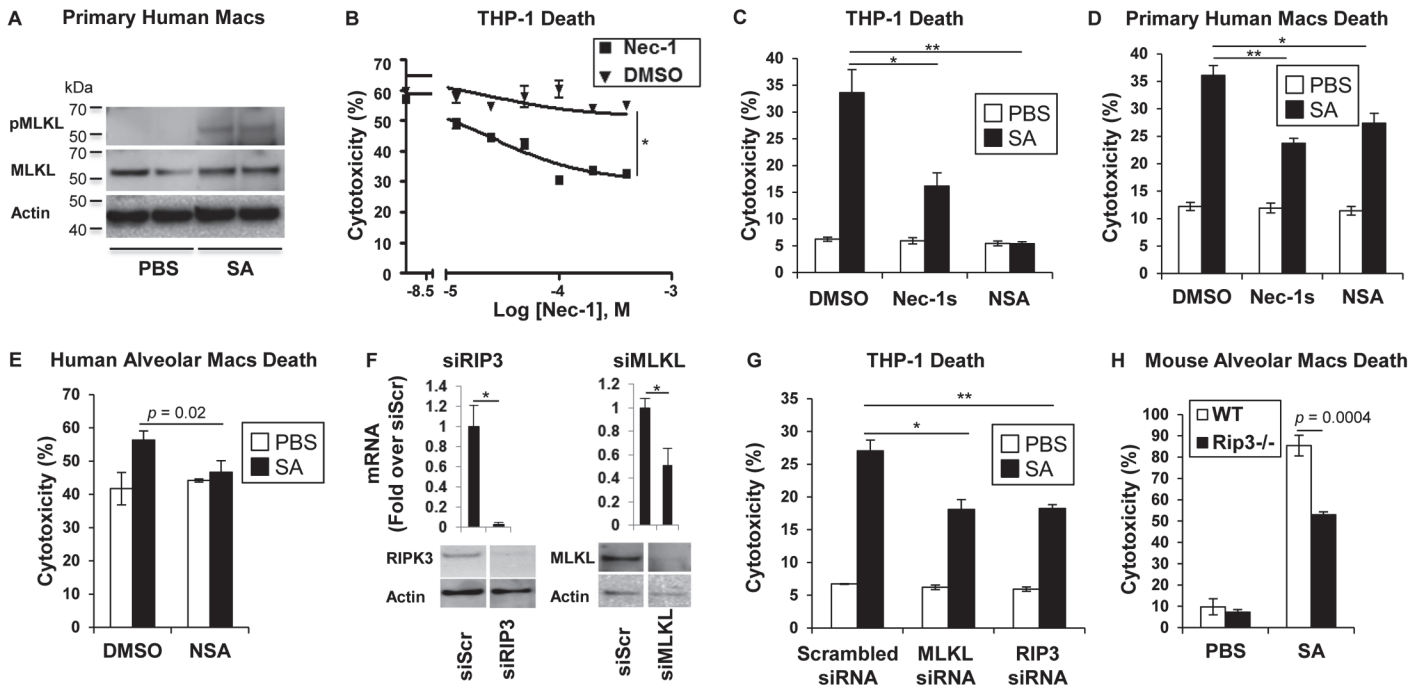 A Primary Human Macs
kDa
70
pMLKL
50
70
MLKL
50
50
Actin
40
PBS SA
B THP-1 Death
Nec-1
DMSO
Cytotoxicity (%)
70
60
50
40
30
20
10
0
-8.5 -5 -4 -3
Log [Nec-1], M
*
C THP-1 Death
**
*
PBS
SA
Cytotoxicity (%)
40
35
30
25
20
15
10
5
0
DMSO Nec-1s NSA
D Primary Human Macs Death
*
**
PBS
SA
Cytotoxicity (%)
40
35
30
25
20
15
10
5
0
DMSO Nec-1s NSA
E Human Alveolar Macs Death
p = 0.02
PBS
SA
Cytotoxicity (%)
70
60
50
40
30
20
10
0
DMSO NSA
F siRIP3 siMLKL
mRNA
(Fold over siScr)
1.4
1.2
1
0.8
0.6
0.4
0.2
0
*
1.2
1
0.8
0.6
0.4
0.2
0
*
RIPK3
Actin
siScr
siRIP3
MLKL
Actin
siScr
siMLKL
G THP-1 Death
**
*
PBS
SA
Cytotoxicity (%)
35
30
25
20
15
10
5
0
Scrambled MLKL RIP3
siRNA siRNA siRNA
H Mouse Alveolar Macs Death
WT
Rip3-/-
p = 0.0004
Cytotoxicity (%)
100
90
80
70
60
50
40
30
20
10
0
PBS SA